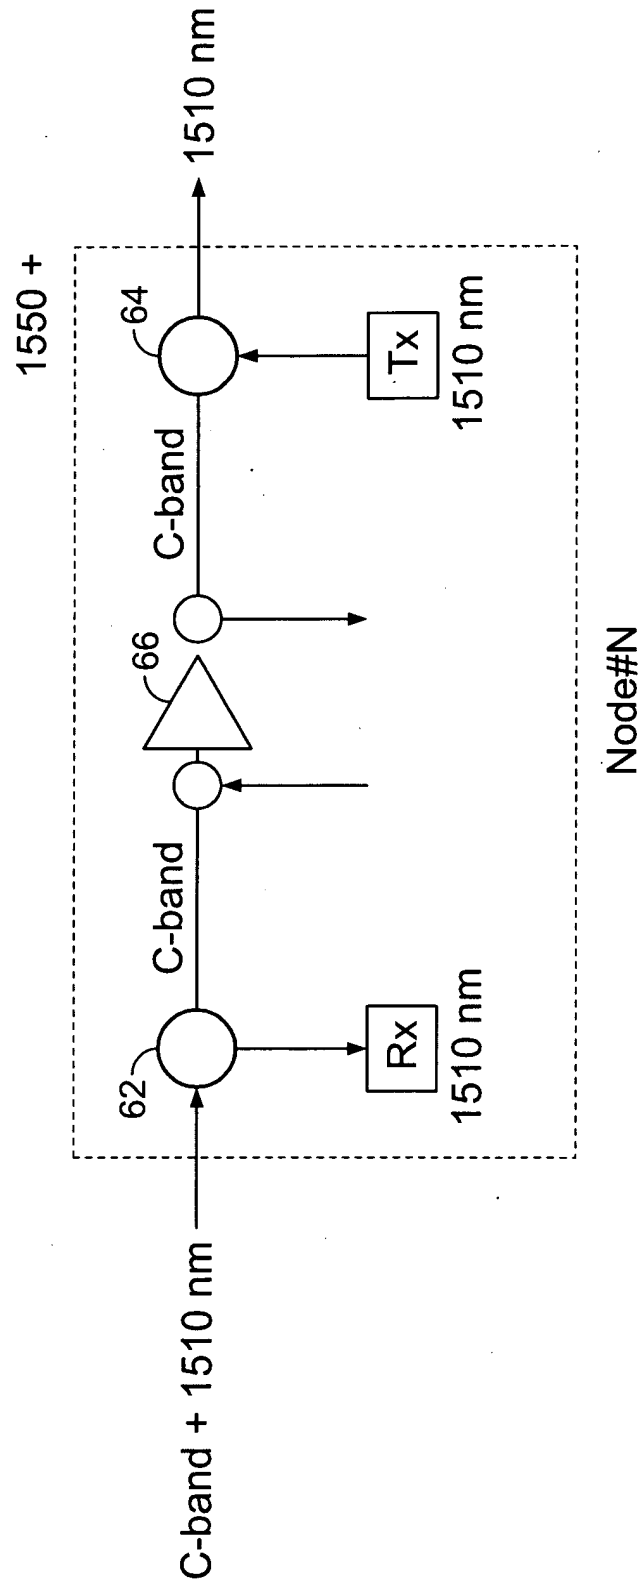 1550 +
64
1510 nm
C-band
66
Tx
1510 nm
C-band
62
Rx
1510 nm
C-band + 1510 nm
Node#N